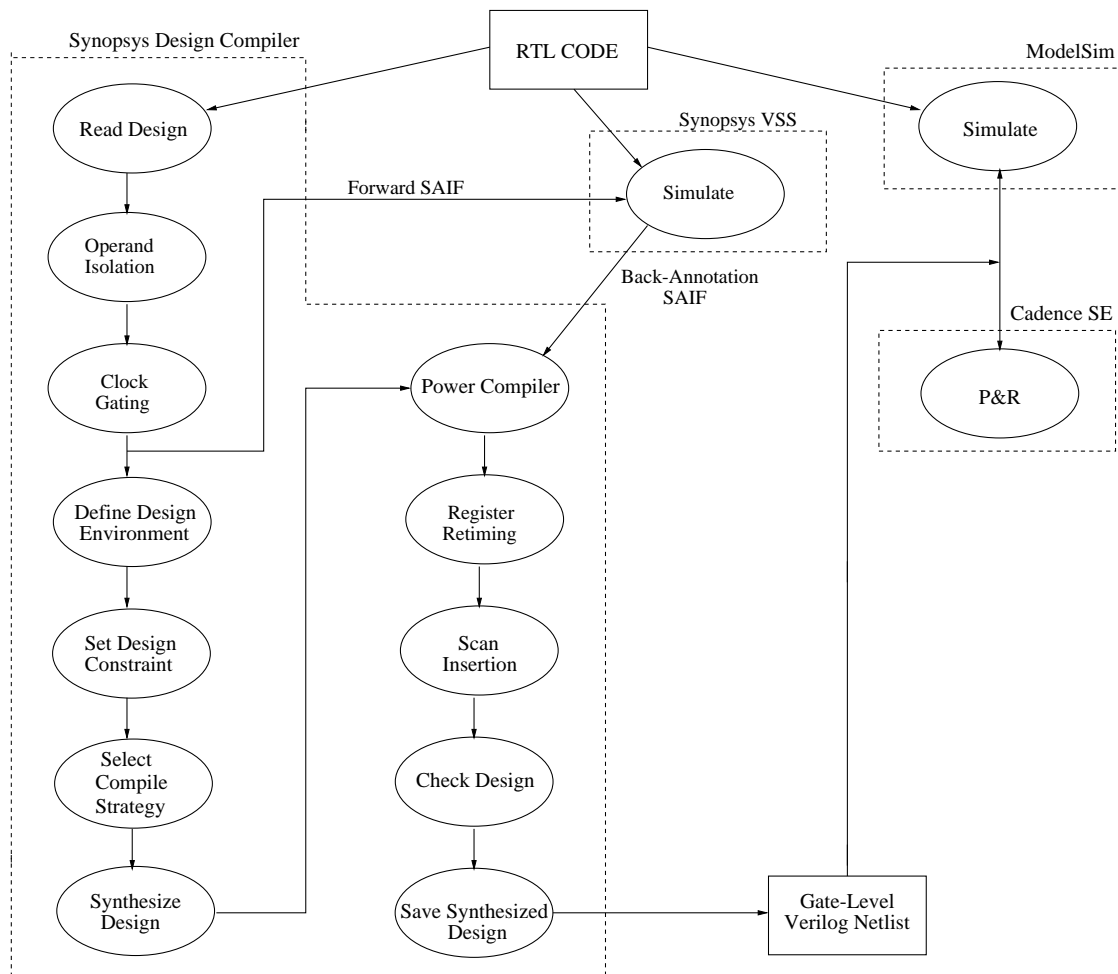 Synopsys Design Compiler
RTL CODE
ModelSim
Read Design
Synopsys VSS
Simulate
Forward SAIF
Simulate
Operand
Isolation
Back-Annotation
SAIF
Cadence SE
Clock
Gating
Power Compiler
P&R
Define Design
Environment
Register
Retiming
Set Design
Constraint
Scan
Insertion
Select
Compile
Strategy
Check Design
Synthesize
Design
Save Synthesized
Design
Gate-Level
Verilog Netlist